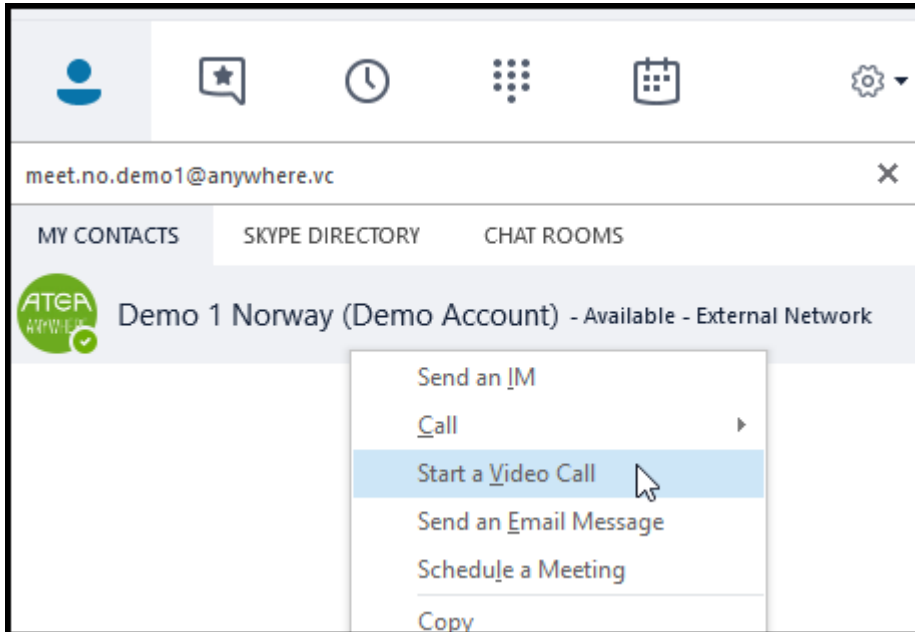 meet.no.demo1@anywhere.vc
MY CONTACTS SKYPE DIRECTORY CHAT ROOMS
ATEA
ANYWHERE
Demo 1 Norway (Demo Account) - Available - External Network
Send an IM
Call
Start a Video Call
Send an Email Message
Schedule a Meeting
Copy